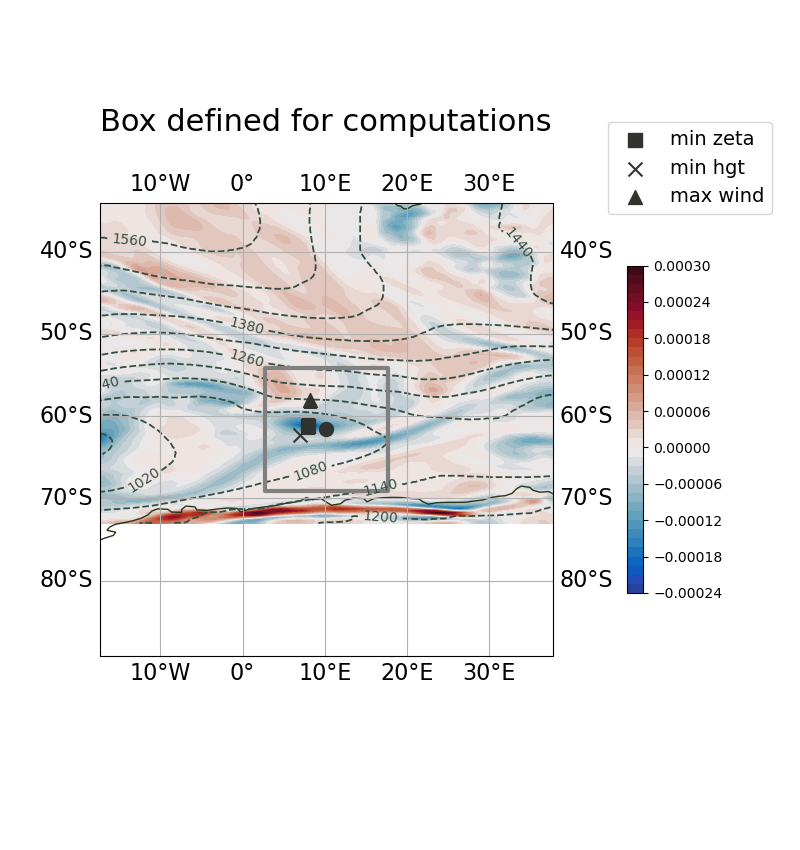 Box defined for computations
min zeta
min hgt
max wind
10°W 0° 10°E 20°E 30°E
1560
1440
40°S 40°S
0.00030
0.00024
50°S 1380 50°S
0.00018
1260
40
0.00012
60°S 60°S
0.00006
0.00000
1020 1080 1140
−0.00006
70°S 70°S
1200
−0.00012
−0.00018
80°S 80°S
−0.00024
10°W 0° 10°E 20°E 30°E